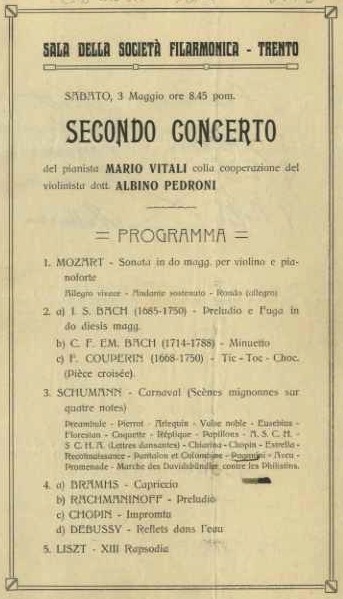 SALA DELLA SOCIETÀ FILARMONICA - TRENTO
SABATO, 3 Maggio ore 8.45 pom.
SECONDO CONCERTO
del pianista MARIO VITALI colla cooperazione del
violinista dott. ALBINO PEDRONI
= PROGRAMMA =
1. MOZART - Sonata in do magg. per violino e pia-
noforte
Allegro vivace - Andante sostenuto - Rondo (allegro)
2. a) I. S. BACH (1685-1750) - Preludio e Fuga in
do diesis magg.
b) C. F. EM. BACH (1714-1788) - Minuetto
c) F. COUPERIN (1668-1750) - Tic - Toc - Choc.
(Pièce croisée).
3. SCHUMANN - Carnaval (Scènes mignonnes sur
quatre notes)
Preambule - Pierrot - Arlequin - Valse noble - Eusebius -
Florestan - Coquette - Réplique - Papillons - A. S. C. H. -
S. C. H. A. (Lettres dansantes) - Chiarina - Chopin - Estrella -
Reconnaissance - Pantalon et Colombine - Paganini - Aveu -
Promenade - Marche des Davidsbündler contre les Philistins.
4. a) BRAMHS - Capriccio
b) RACHMANINOFF - Preludio
c) CHOPIN - Impromtu
d) DEBUSSY - Reflets dans l'eau
5. LISZT - XIII Rapsodia